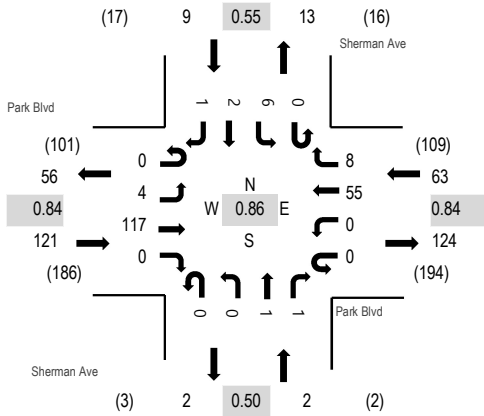 (17) 9 0.55 13 (16)
Sherman Ave
Park Blvd
1 2 6 0
(101) (109)
0 8
56 63
4 N 55
0.84 W 0.86 E 0.84
117 0
121 S 124
0 0
(186) (194)
0 0 1 1
Park Blvd
Sherman Ave
(3) 2 0.50 2 (2)